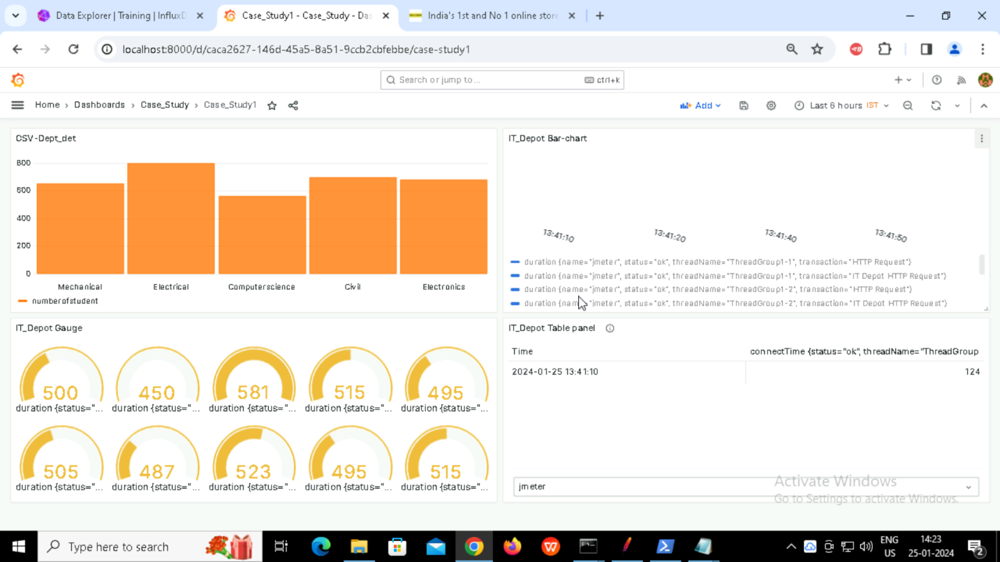 Data Explorer | Training | InfluxD
Case_Study1 - Case_Study - Das
India's 1st and No 1 online store
localhost:8000/d/caca2627-146d-45a5-8a51-9ccb2cbfebbe/case-study1
Search or jump to...
ctrl+k
Home › Dashboards › Case_Study › Case_Study1
Add
Last 6 hours IST
CSV-Dept_det
800
600
400
200
0
Mechanical
Electrical
Computerscience
Civil
Electronics
numberofstudent
IT_Depot Bar-chart
13:41:10
13:41:20
13:41:40
13:41:50
duration {name="jmeter", status="ok", threadName="ThreadGroup1-1", transaction="HTTP Request"}
duration {name="jmeter", status="ok", threadName="ThreadGroup1-1", transaction="IT Depot HTTP Request"}
duration {name="jmeter", status="ok", threadName="ThreadGroup1-2", transaction="HTTP Request"}
duration {name="jmeter", status="ok", threadName="ThreadGroup1-2", transaction="IT Depot HTTP Request"}
IT_Depot Gauge
500
450
581
515
495
duration {status="...
duration {status="...
duration {status="...
duration {status="...
duration {status="...
505
487
523
495
515
duration {status="...
duration {status="...
duration {status="...
duration {status="...
duration {status="...
IT_Depot Table panel
Time
connectTime {status="ok", threadName="ThreadGroup
2024-01-25 13:41:10
124
jmeter
Activate Windows
Go to Settings to activate Windows.
Type here to search
ENG
US
14:23
25-01-2024
2